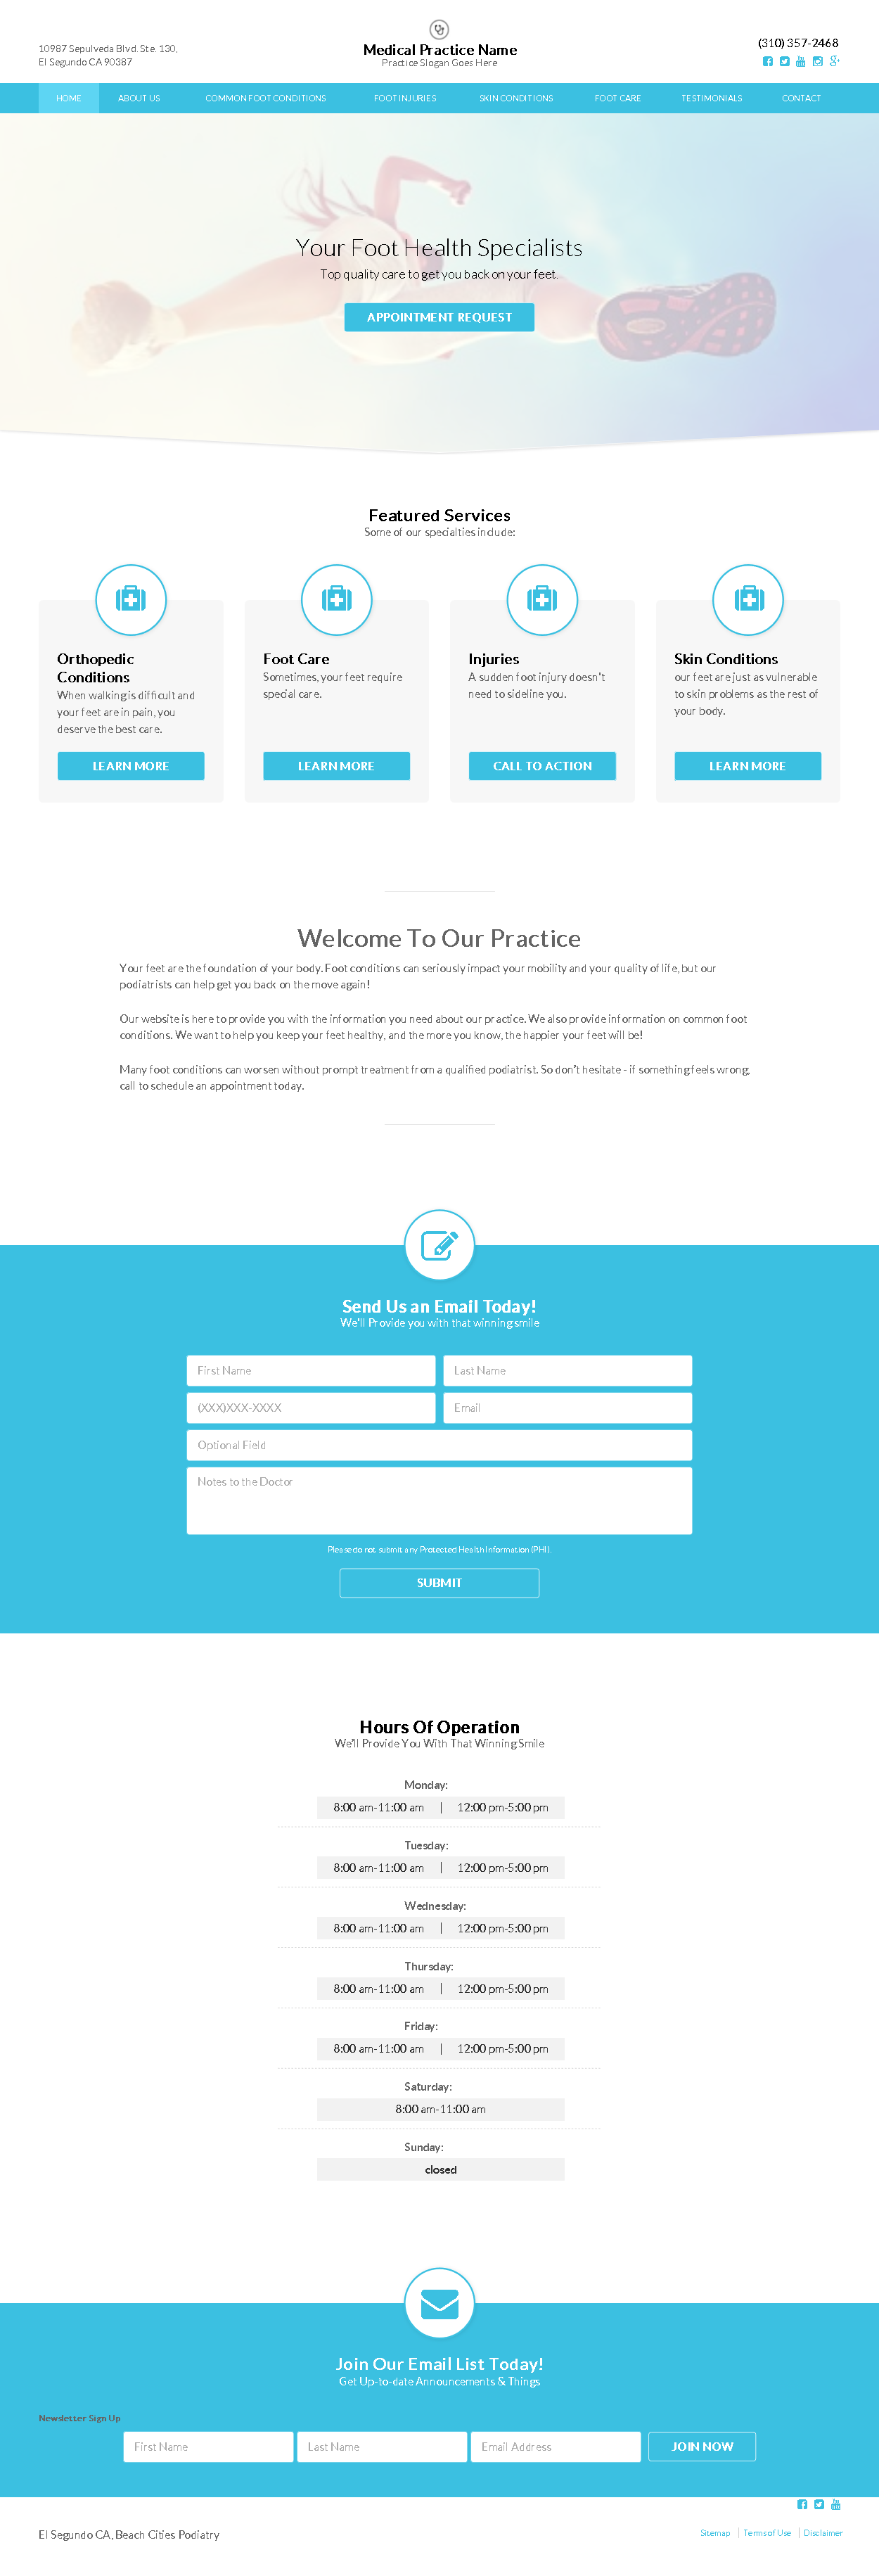 10987 Sepulveda Blvd. Ste. 130,
El Segundo CA 90387
Medical Practice Name
Practice Slogan Goes Here
(310) 357-2468
HOME ABOUT US COMMON FOOT CONDITIONS FOOT INJURIES SKIN CONDITIONS FOOT CARE TESTIMONIALS CONTACT
Your Foot Health Specialists
Top quality care to get you back on your feet.
APPOINTMENT REQUEST
Featured Services
Some of our specialties include:
Orthopedic
Conditions
When walking is difficult and
your feet are in pain, you
deserve the best care.
LEARN MORE
Foot Care
Sometimes, your feet require
special care.
LEARN MORE
Injuries
A sudden foot injury doesn't
need to sideline you.
CALL TO ACTION
Skin Conditions
our feet are just as vulnerable
to skin problems as the rest of
your body.
LEARN MORE
Welcome To Our Practice
Your feet are the foundation of your body. Foot conditions can seriously impact your mobility and your quality of life, but our
podiatrists can help get you back on the move again!
Our website is here to provide you with the information you need about our practice. We also provide information on common foot
conditions. We want to help you keep your feet healthy, and the more you know, the happier your feet will be!
Many foot conditions can worsen without prompt treatment from a qualified podiatrist. So don't hesitate - if something feels wrong,
call to schedule an appointment today.
Send Us an Email Today!
We'll Provide you with that winning smile
First Name Last Name
(XXX)XXX-XXXX Email
Optional Field
Notes to the Doctor
Please do not submit any Protected Health Information (PHI).
SUBMIT
Hours Of Operation
We'll Provide You With That Winning Smile
Monday:
8:00 am-11:00 am | 12:00 pm-5:00 pm
Tuesday:
8:00 am-11:00 am | 12:00 pm-5:00 pm
Wednesday:
8:00 am-11:00 am | 12:00 pm-5:00 pm
Thursday:
8:00 am-11:00 am | 12:00 pm-5:00 pm
Friday:
8:00 am-11:00 am | 12:00 pm-5:00 pm
Saturday:
8:00 am-11:00 am
Sunday:
closed
Join Our Email List Today!
Get Up-to-date Announcements & Things
Newsletter Sign Up
First Name Last Name Email Address JOIN NOW
El Segundo CA, Beach Cities Podiatry
Sitemap | Terms of Use | Disclaimer